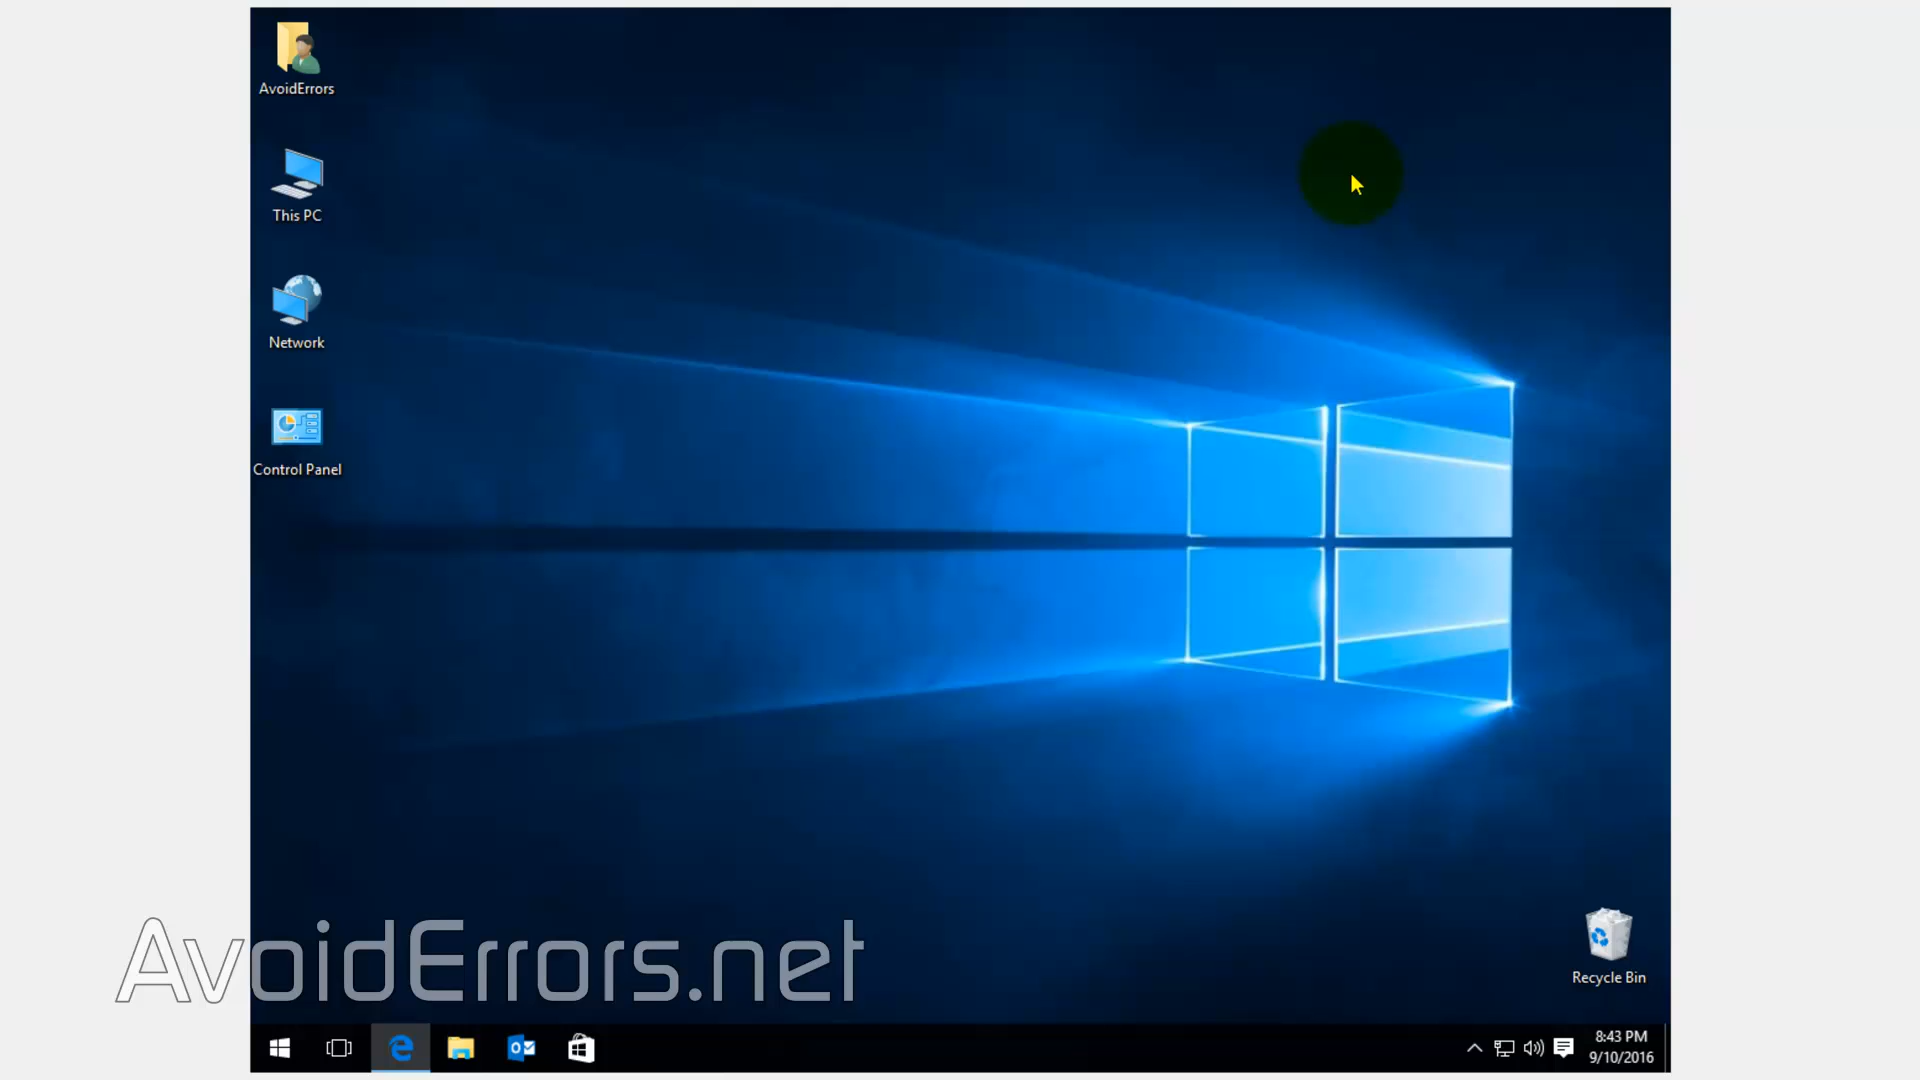 AvoidErrors
This PC
Network
Control Panel
AvoidErrors.net
Recycle Bin
8:43 PM
9/10/2016